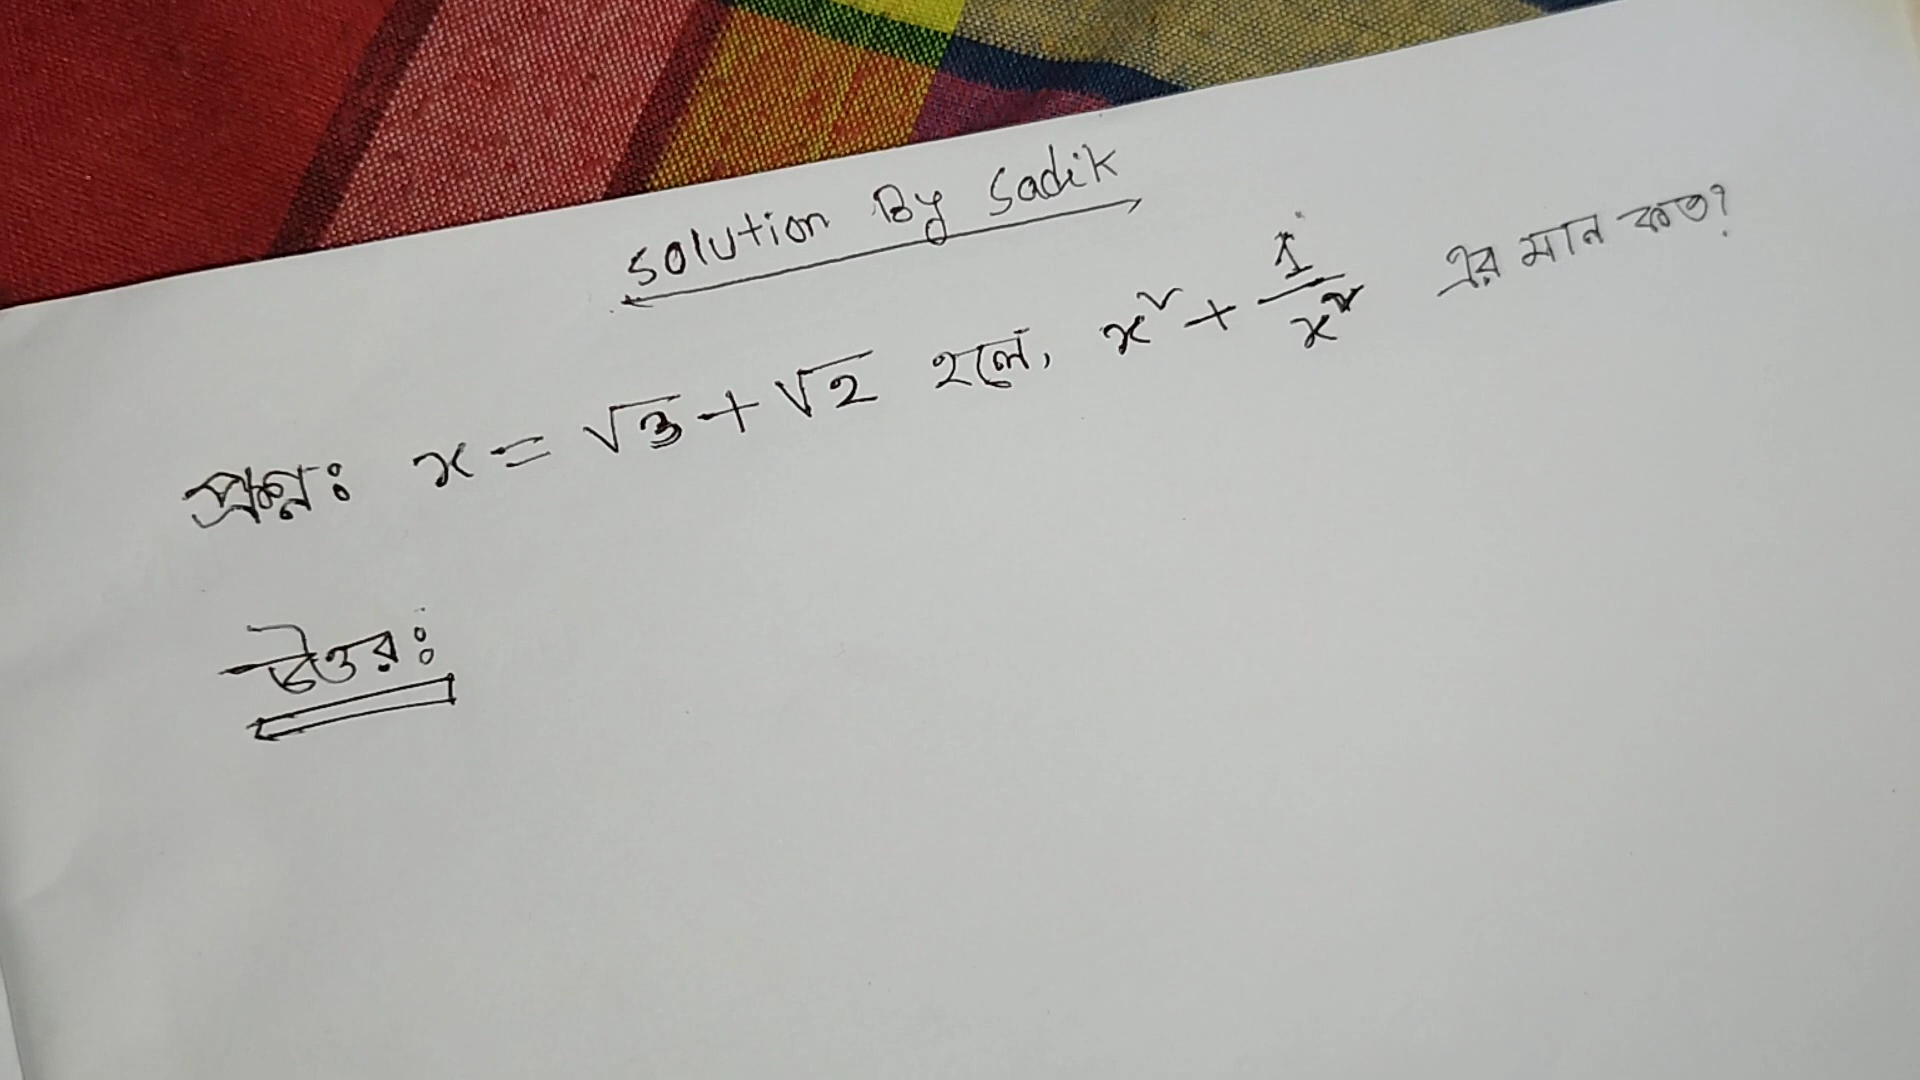 Solution By Sadik
প্রশ্নঃ x = √3 + √2 হলে, x² + 1/x² এর মান কত?
উত্তরঃ